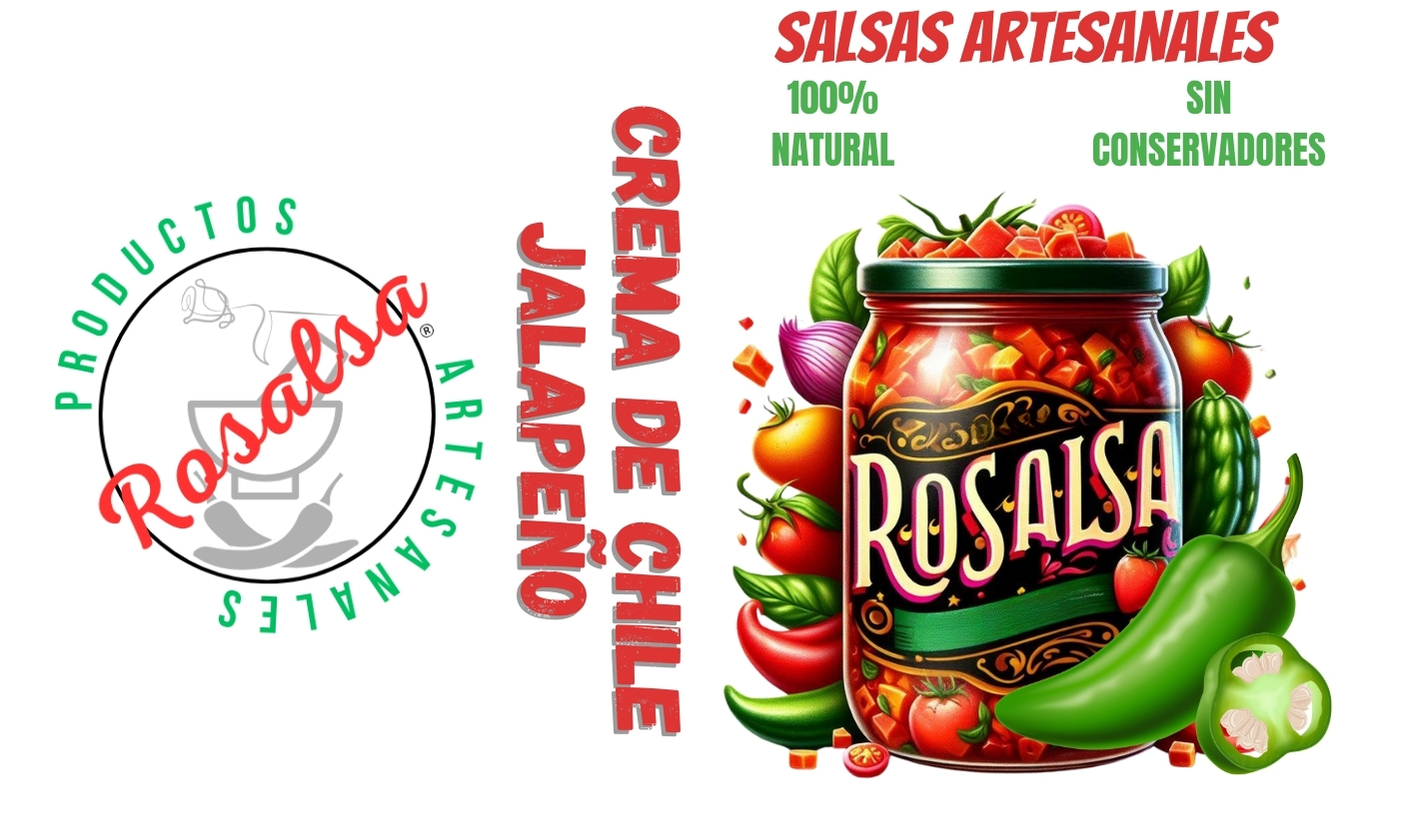 PRODUCTOS
ARTESANALES
Rosalsa
®
CREMA DE CHILE
JALAPEÑO
SALSAS ARTESANALES
100%
NATURAL
SIN
CONSERVADORES
ROSALSA